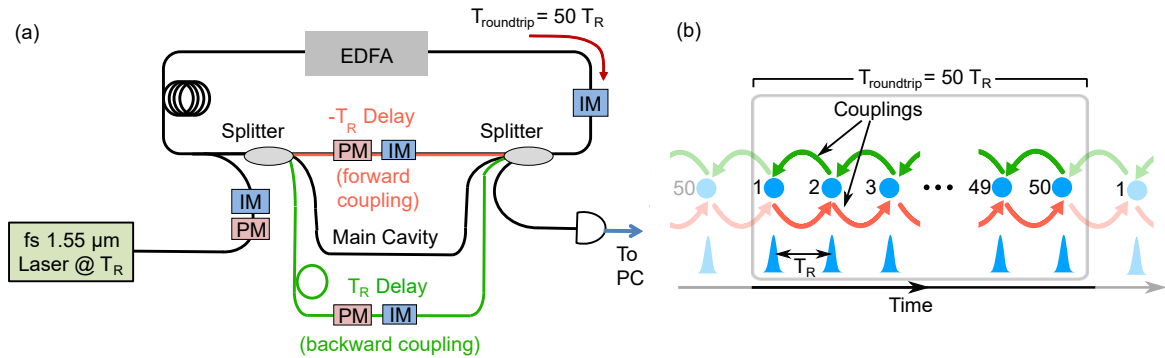 (a)
T_roundtrip = 50 T_R
EDFA
IM
Splitter
-T_R Delay
Splitter
PM
IM
(forward
coupling)
IM
PM
Main Cavity
fs 1.55 µm
Laser @ T_R
To
PC
T_R Delay
PM
IM
(backward coupling)
(b)
T_roundtrip = 50 T_R
Couplings
50
1
2
3
49
50
1
T_R
Time